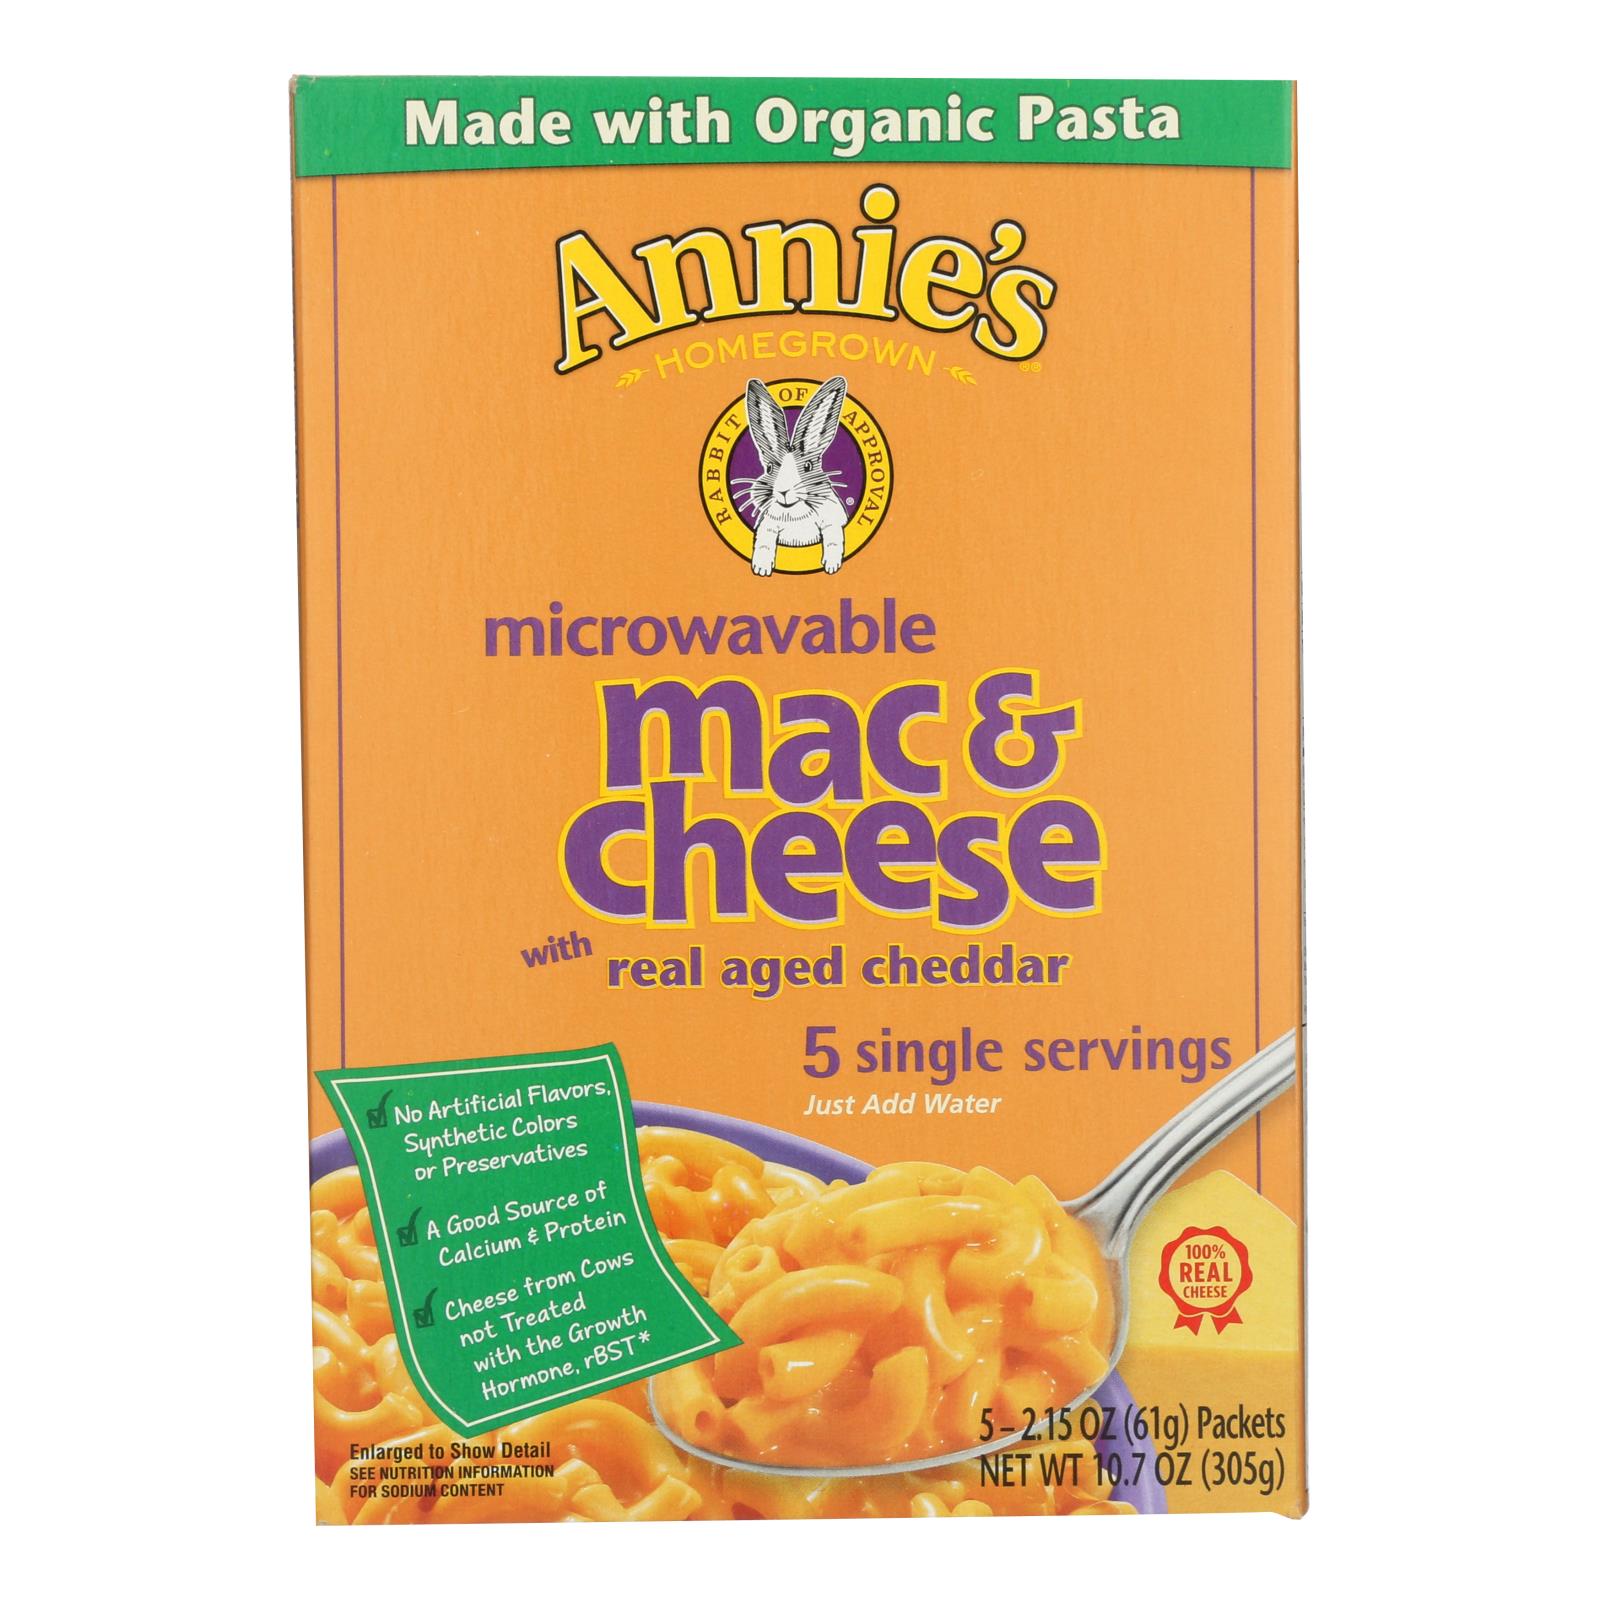 Made with Organic Pasta
Annie's
HOMEGROWN
®®
RABBIT OF APPROVAL
®
microwavable
mac &
cheese
with real aged cheddar
5 single servings
Just Add Water
No Artificial Flavors,
Synthetic Colors
or Preservatives
A Good Source of
Calcium & Protein
Cheese from Cows
not Treated
with the Growth
Hormone, rBST*
100%
REAL
CHEESE
5 – 2.15 OZ (61g) Packets
NET WT 10.7 OZ (305g)
Enlarged to Show Detail
SEE NUTRITION INFORMATION
FOR SODIUM CONTENT